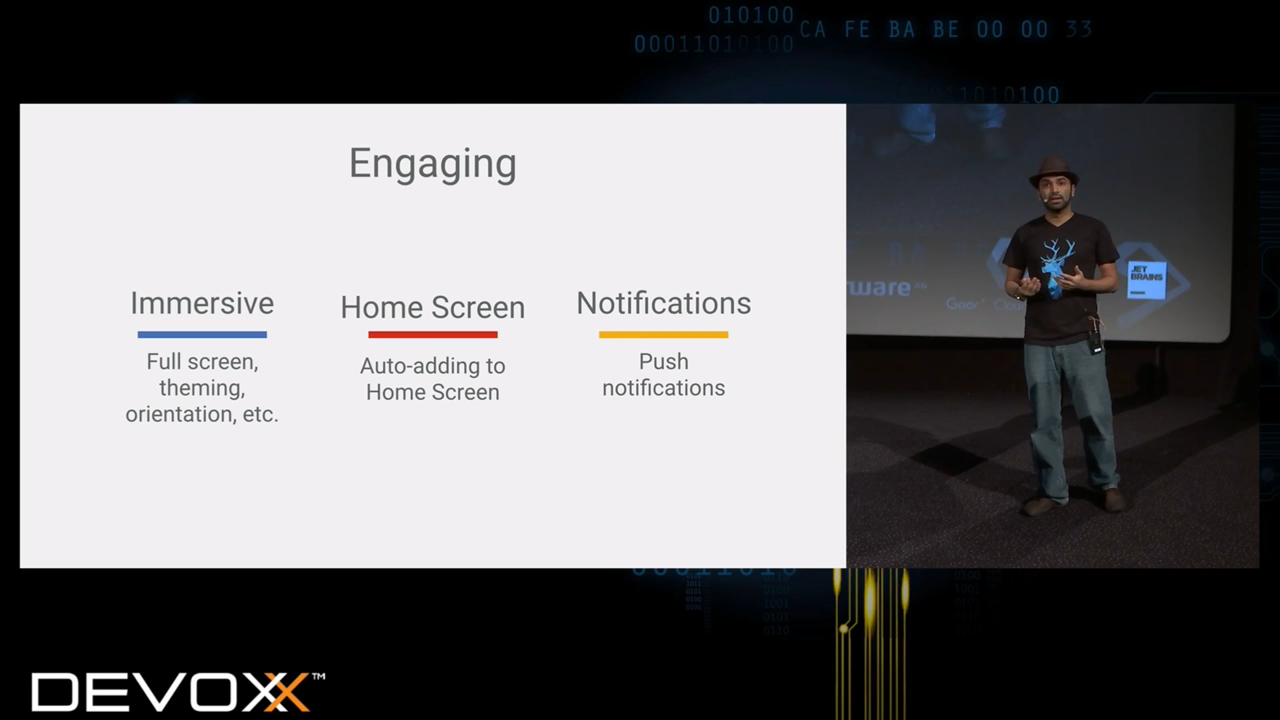 010100
00011010100
CA FE BA BE 00 00 33
11010100
Engaging
Immersive
Full screen,
theming,
orientation, etc.
Home Screen
Auto-adding to
Home Screen
Notifications
Push
notifications
JET
BRAINS
ware
DEVOXX™